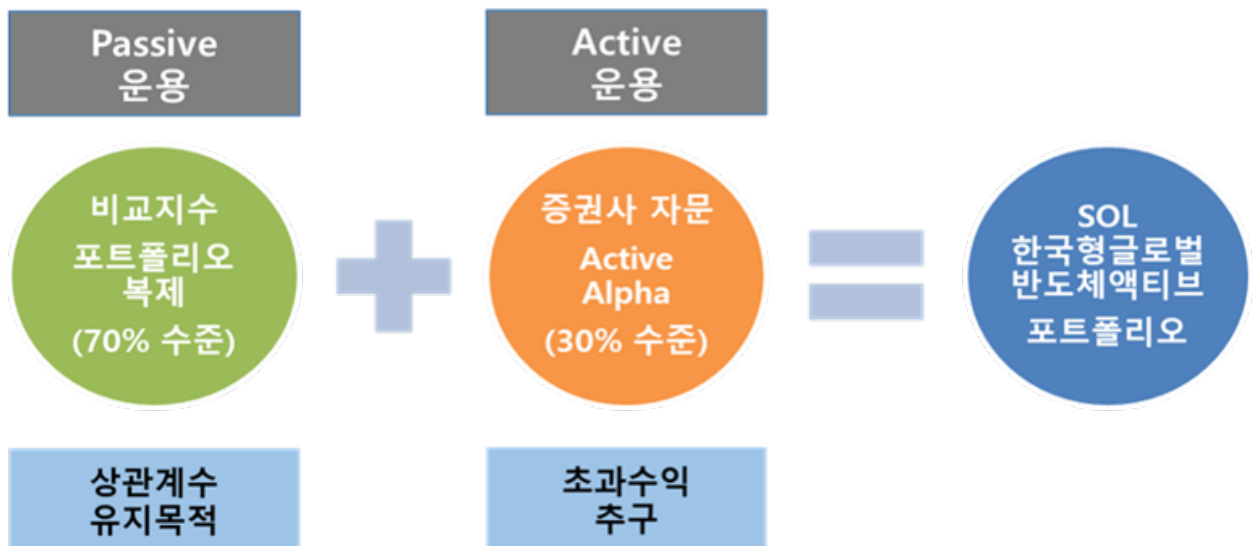 Passive
운용
Active
운용
비교지수
포트폴리오
복제
(70% 수준)
증권사 자문
Active
Alpha
(30% 수준)
SOL
한국형글로벌
반도체액티브
포트폴리오
상관계수
유지목적
초과수익
추구